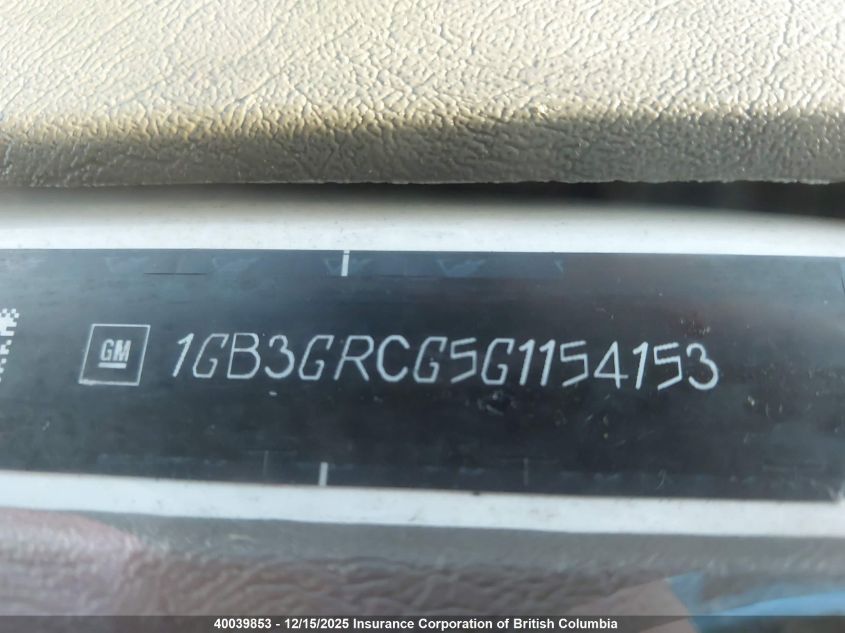 GM 1GB3GRCG5G1154153
40039853 - 12/15/2025 Insurance Corporation of British Columbia